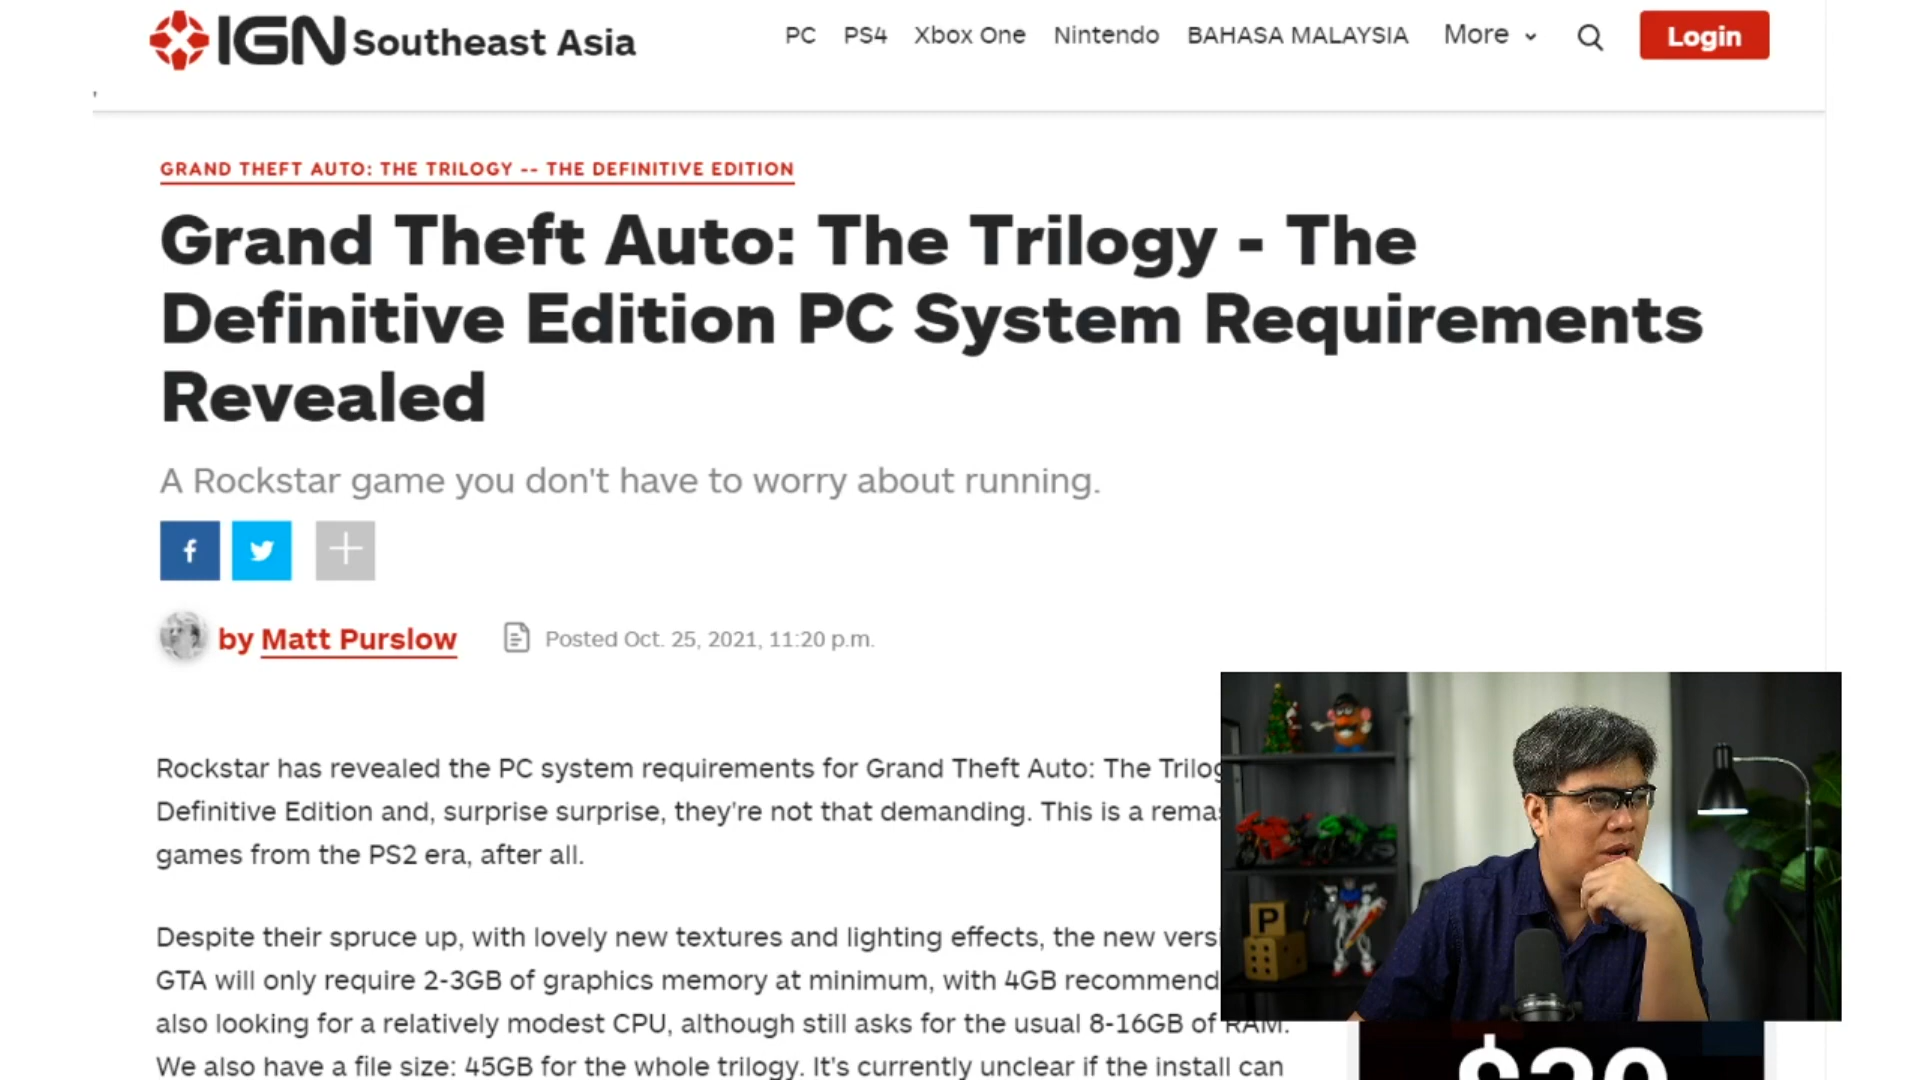 IGN Southeast Asia
PC PS4 Xbox One Nintendo BAHASA MALAYSIA More Login
GRAND THEFT AUTO: THE TRILOGY -- THE DEFINITIVE EDITION
Grand Theft Auto: The Trilogy - The
Definitive Edition PC System Requirements
Revealed
A Rockstar game you don't have to worry about running.
f
by Matt Purslow Posted Oct. 25, 2021, 11:20 p.m.
Rockstar has revealed the PC system requirements for Grand Theft Auto: The
Definitive Edition and, surprise surprise, they're not that demanding. This is a
games from the PS2 era, after all.
Despite their spruce up, with lovely new textures and lighting effects, the new
GTA will only require 2-3GB of graphics memory at minimum, with 4GB
also looking for a relatively modest CPU, although still asks for the usual 8-16GB of RAM.
We also have a file size: 45GB for the whole trilogy. It's currently unclear if the install can
P